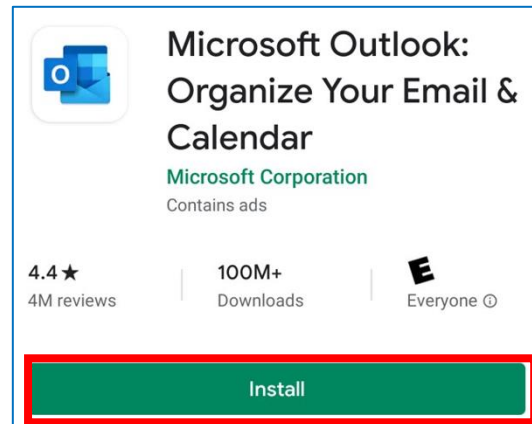 Microsoft Outlook:
Organize Your Email &
Calendar
Microsoft Corporation
Contains ads
4.4★ 100M+ E
4M reviews Downloads Everyone ⓘ
Install
O